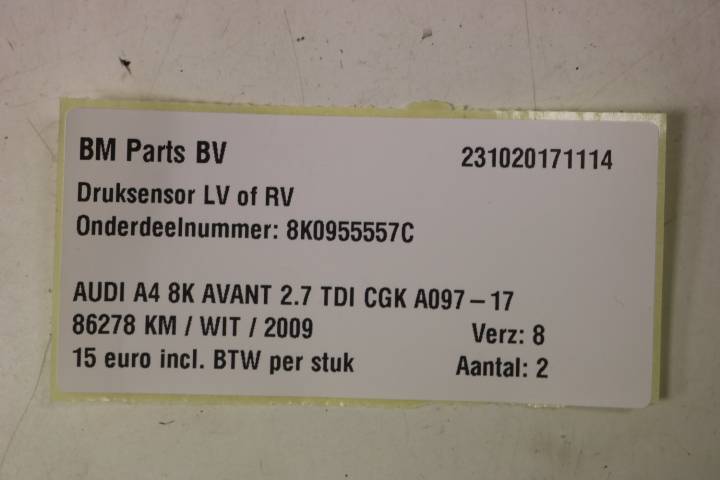 BM Parts BV 231020171114
Druksensor LV of RV
Onderdeelnummer: 8K0955557C
AUDI A4 8K AVANT 2.7 TDI CGK A097-17
86278 KM / WIT / 2009 Verz: 8
15 euro incl. BTW per stuk Aantal: 2